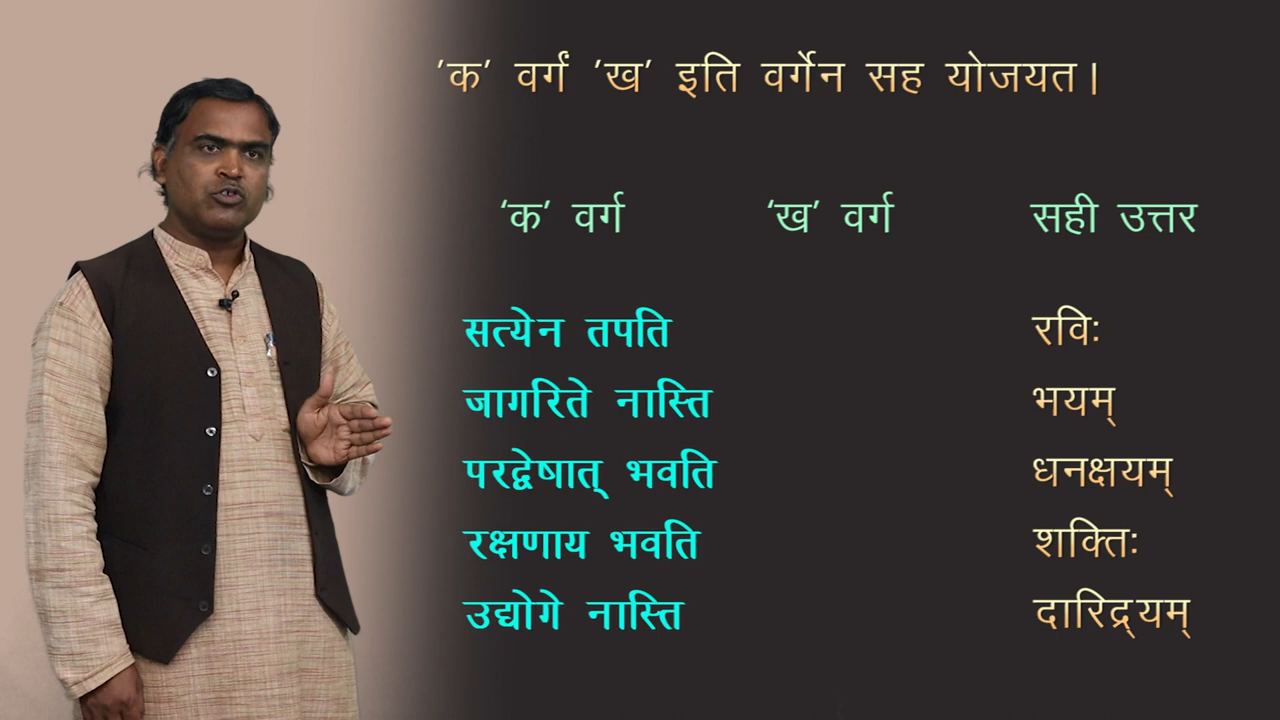 'क' वर्गं 'ख' इति वर्गेन सह योजयत।
'क' वर्ग 'ख' वर्ग सही उत्तर
सत्येन तपति रविः
जागरिते नास्ति भयम्
परद्वेषात् भवति धनक्षयम्
रक्षणाय भवति शक्तिः
उद्योगे नास्ति दारिद्र्यम्